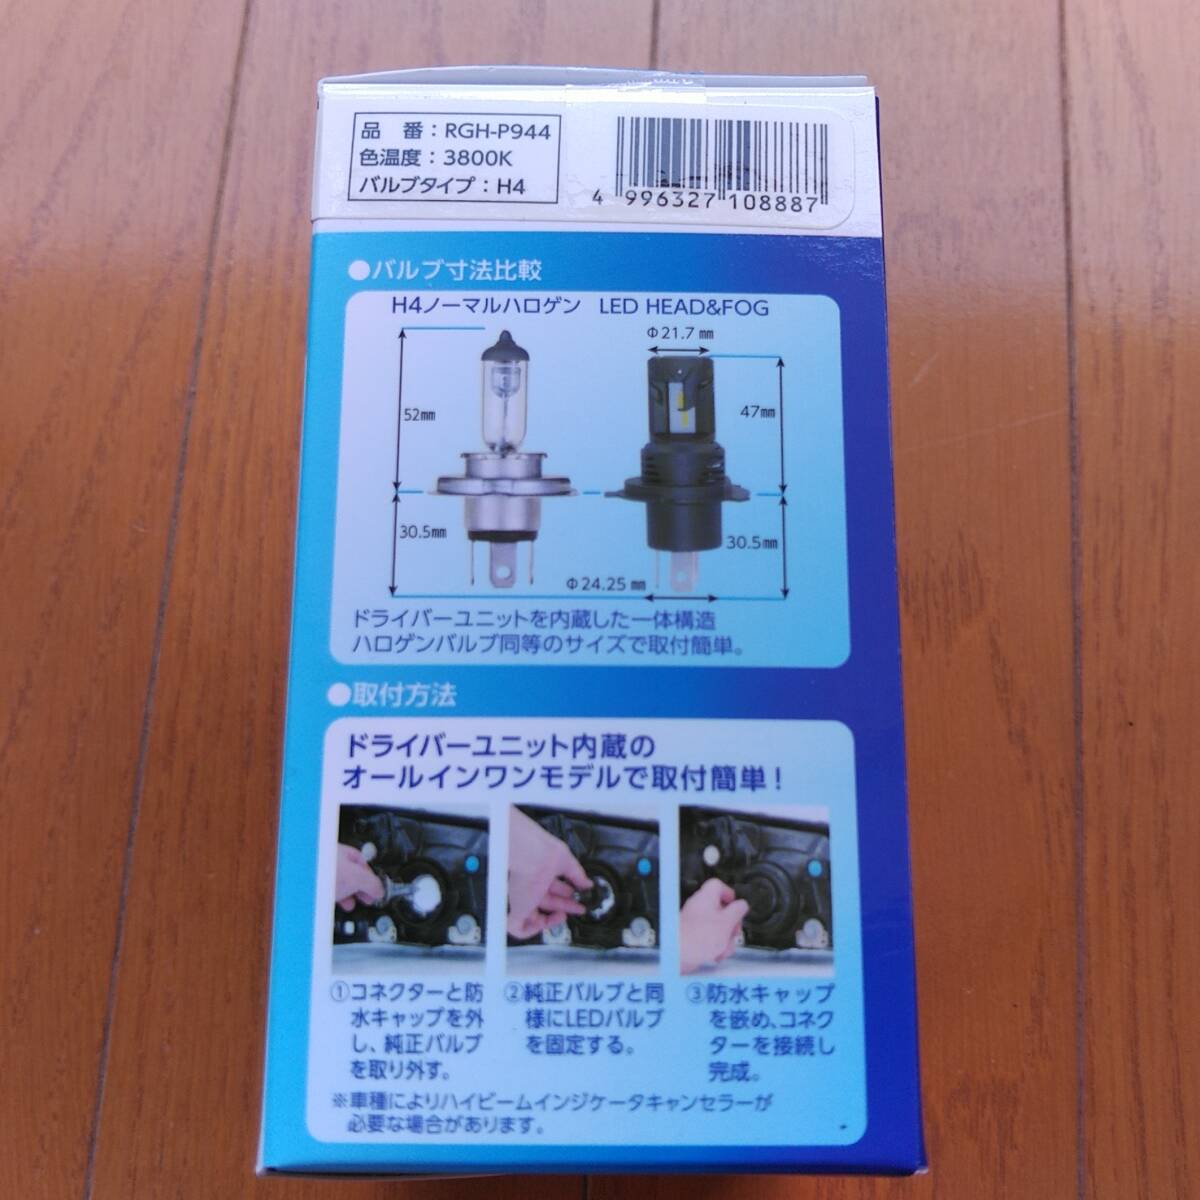 品　番：RGH-P944
色温度：3800K
バルブタイプ：H4
4 996327 108887
●バルブ寸法比較
H4ノーマルハロゲン　LED HEAD&FOG
Φ21.7 ㎜
52㎜
47㎜
30.5㎜
30.5㎜
Φ24.25 ㎜
ドライバーユニットを内蔵した一体構造
ハロゲンバルブ同等のサイズで取付簡単。
●取付方法
ドライバーユニット内蔵の
オールインワンモデルで取付簡単！
①コネクターと防
水キャップを外
し、純正バルブ
を取り外す。
②純正バルブと同
様にLEDバルブ
を固定する。
③防水キャップ
を嵌め、コネク
ターを接続し
完成。
※車種によりハイビームインジケータキャンセラーが
必要な場合があります。